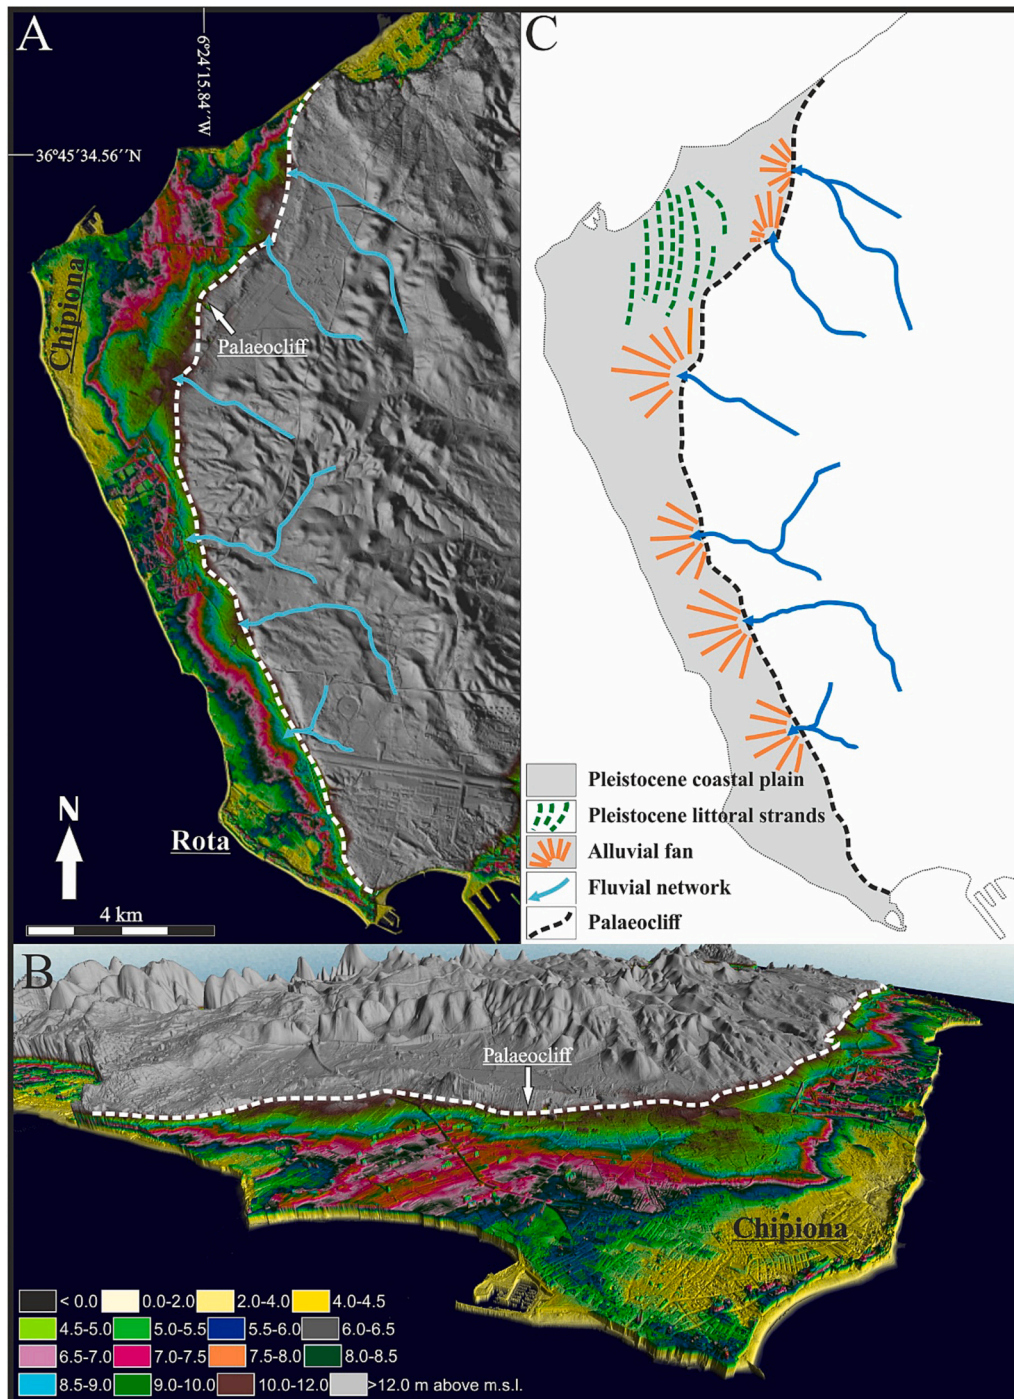 A
6º24´15.84´´W
36º45´34.56´´N
Chipiona
Palaeocliff
N
Rota
4 km
C
Pleistocene coastal plain
Pleistocene littoral strands
Alluvial fan
Fluvial network
Palaeocliff
B
Palaeocliff
Chipiona
< 0.0 0.0-2.0 2.0-4.0 4.0-4.5
4.5-5.0 5.0-5.5 5.5-6.0 6.0-6.5
6.5-7.0 7.0-7.5 7.5-8.0 8.0-8.5
8.5-9.0 9.0-10.0 10.0-12.0 >12.0 m above m.s.l.